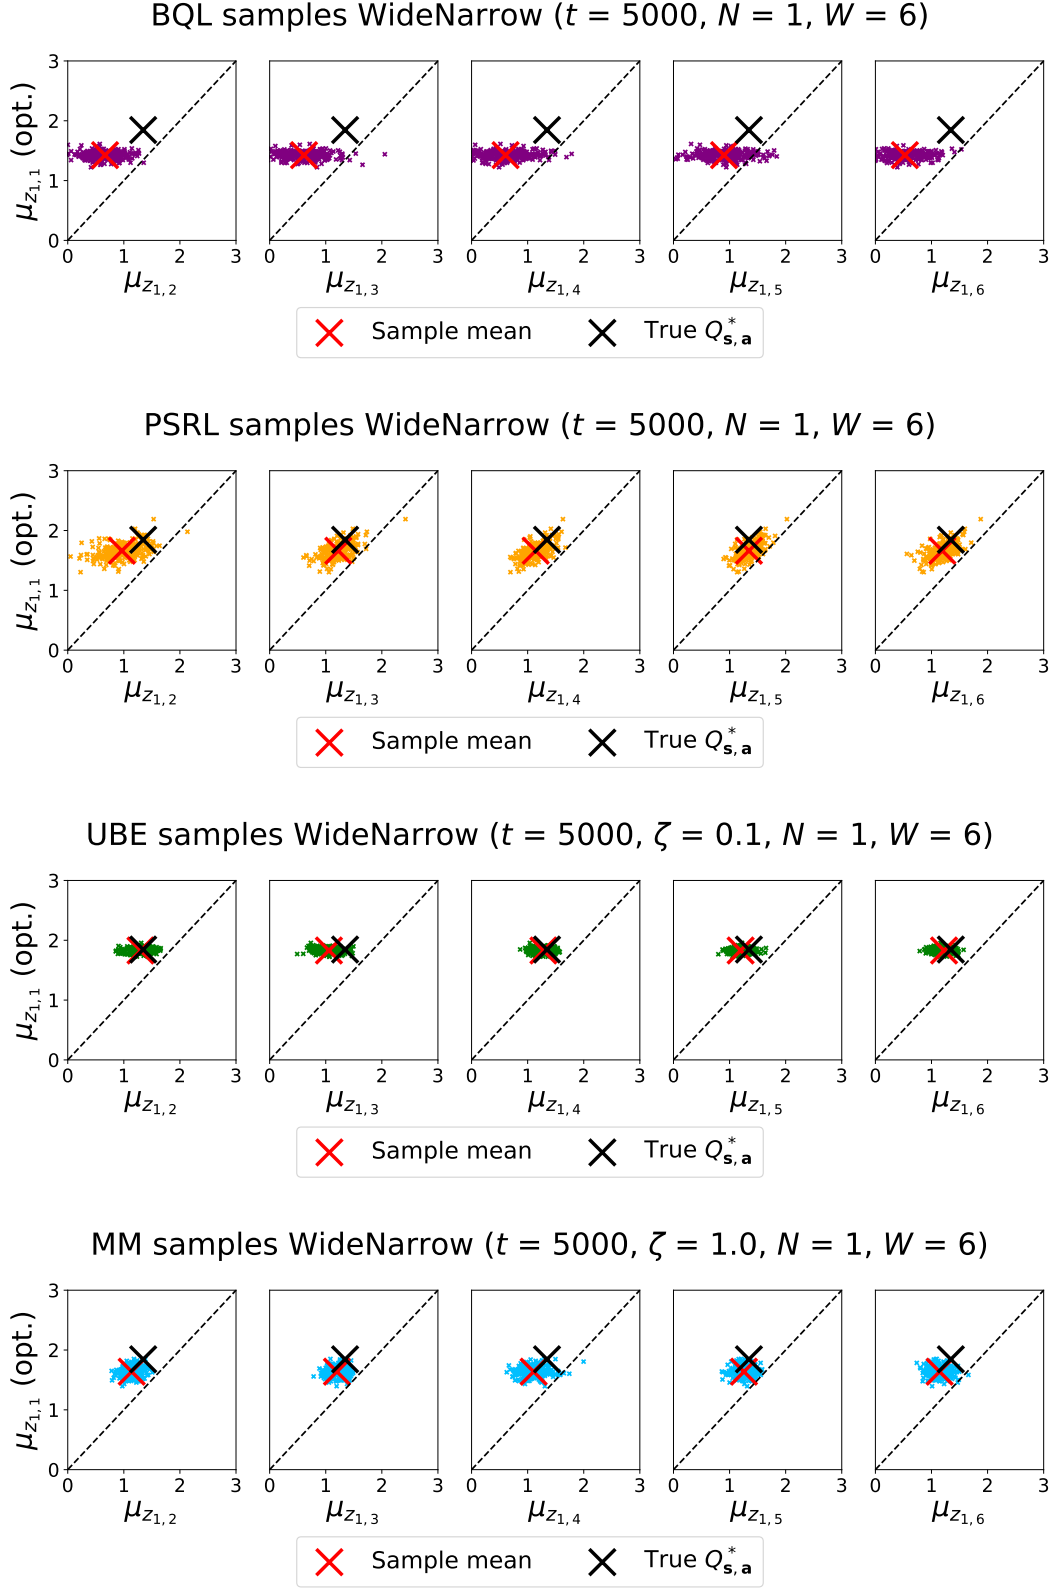 BQL samples WideNarrow (t = 5000, N = 1, W = 6)
μz1,1 (opt.)
3
2
1
0
0 1 2 3 0 1 2 3 0 1 2 3 0 1 2 3 0 1 2 3
μz1,2 μz1,3 μz1,4 μz1,5 μz1,6
Sample mean True Q*s,a
PSRL samples WideNarrow (t = 5000, N = 1, W = 6)
μz1,1 (opt.)
3
2
1
0
0 1 2 3 0 1 2 3 0 1 2 3 0 1 2 3 0 1 2 3
μz1,2 μz1,3 μz1,4 μz1,5 μz1,6
Sample mean True Q*s,a
UBE samples WideNarrow (t = 5000, ζ = 0.1, N = 1, W = 6)
μz1,1 (opt.)
3
2
1
0
0 1 2 3 0 1 2 3 0 1 2 3 0 1 2 3 0 1 2 3
μz1,2 μz1,3 μz1,4 μz1,5 μz1,6
Sample mean True Q*s,a
MM samples WideNarrow (t = 5000, ζ = 1.0, N = 1, W = 6)
μz1,1 (opt.)
3
2
1
0
0 1 2 3 0 1 2 3 0 1 2 3 0 1 2 3 0 1 2 3
μz1,2 μz1,3 μz1,4 μz1,5 μz1,6
Sample mean True Q*s,a